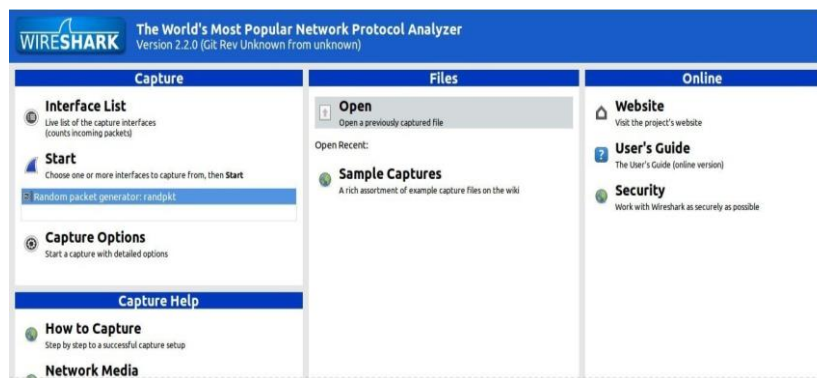 WIRESHARK
The World's Most Popular Network Protocol Analyzer
Version 2.2.0 (Git Rev Unknown from unknown)
Capture
Interface List
Live list of the capture interfaces
(counts incoming packets)
Start
Choose one or more interfaces to capture from, then Start
Random packet generator: randpkt
Capture Options
Start a capture with detailed options
Capture Help
How to Capture
Step by step to a successful capture setup
Network Media
Files
Open
Open a previously captured file
Open Recent:
Sample Captures
A rich assortment of example capture files on the wiki
Online
Website
Visit the project's website
User's Guide
The User's Guide (online version)
Security
Work with Wireshark as securely as possible